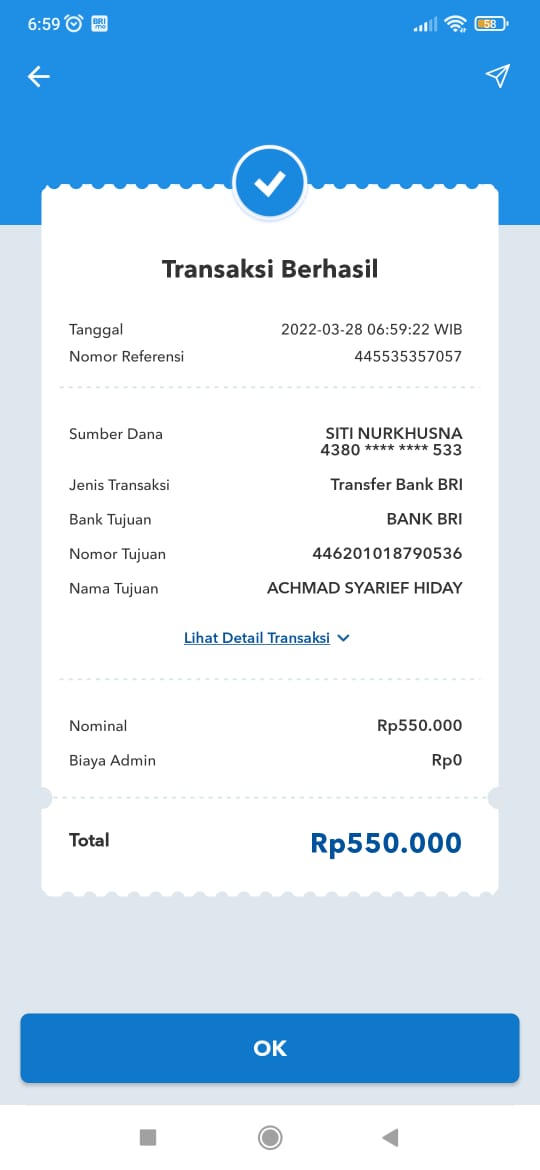 6:59 BRI mo 58
Transaksi Berhasil
Tanggal 2022-03-28 06:59:22 WIB
Nomor Referensi 445535357057
Sumber Dana SITI NURKHUSNA
4380 **** **** 533
Jenis Transaksi Transfer Bank BRI
Bank Tujuan BANK BRI
Nomor Tujuan 446201018790536
Nama Tujuan ACHMAD SYARIEF HIDAY
Lihat Detail Transaksi
Nominal Rp550.000
Biaya Admin Rp0
Total Rp550.000
OK